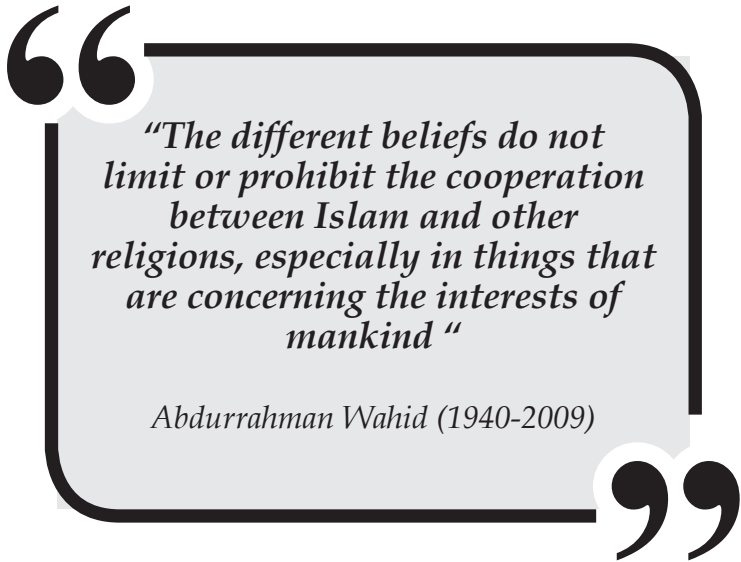 “The different beliefs do not
limit or prohibit the cooperation
between Islam and other
religions, especially in things that
are concerning the interests of
mankind “
Abdurrahman Wahid (1940-2009)